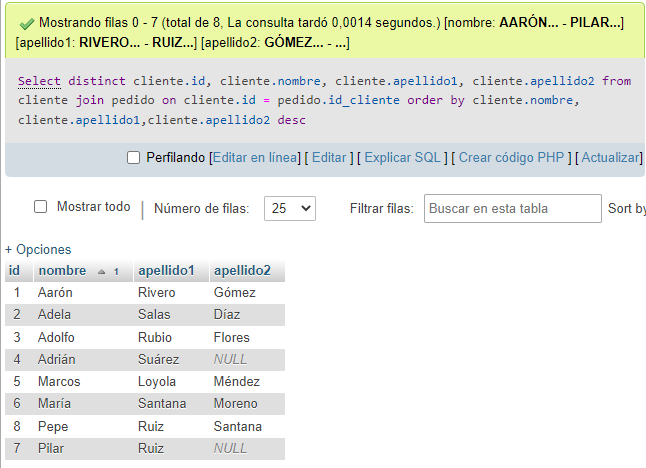 Mostrando filas 0 - 7 (total de 8, La consulta tardó 0,0014 segundos.) [nombre: AARÓN... - PILAR...]
[apellido1: RIVERO... - RUIZ...] [apellido2: GÓMEZ... - ...]
Select distinct cliente.id, cliente.nombre, cliente.apellido1, cliente.apellido2 from
cliente join pedido on cliente.id = pedido.id_cliente order by cliente.nombre,
cliente.apellido1,cliente.apellido2 desc
Perfilando [Editar en línea] [ Editar ] [ Explicar SQL ] [ Crear código PHP ] [ Actualizar]
Mostrar todo | Número de filas: 25 Filtrar filas: Buscar en esta tabla Sort by
+ Opciones
id nombre 1 apellido1 apellido2
1 Aarón Rivero Gómez
2 Adela Salas Díaz
3 Adolfo Rubio Flores
4 Adrián Suárez NULL
5 Marcos Loyola Méndez
6 María Santana Moreno
8 Pepe Ruiz Santana
7 Pilar Ruiz NULL